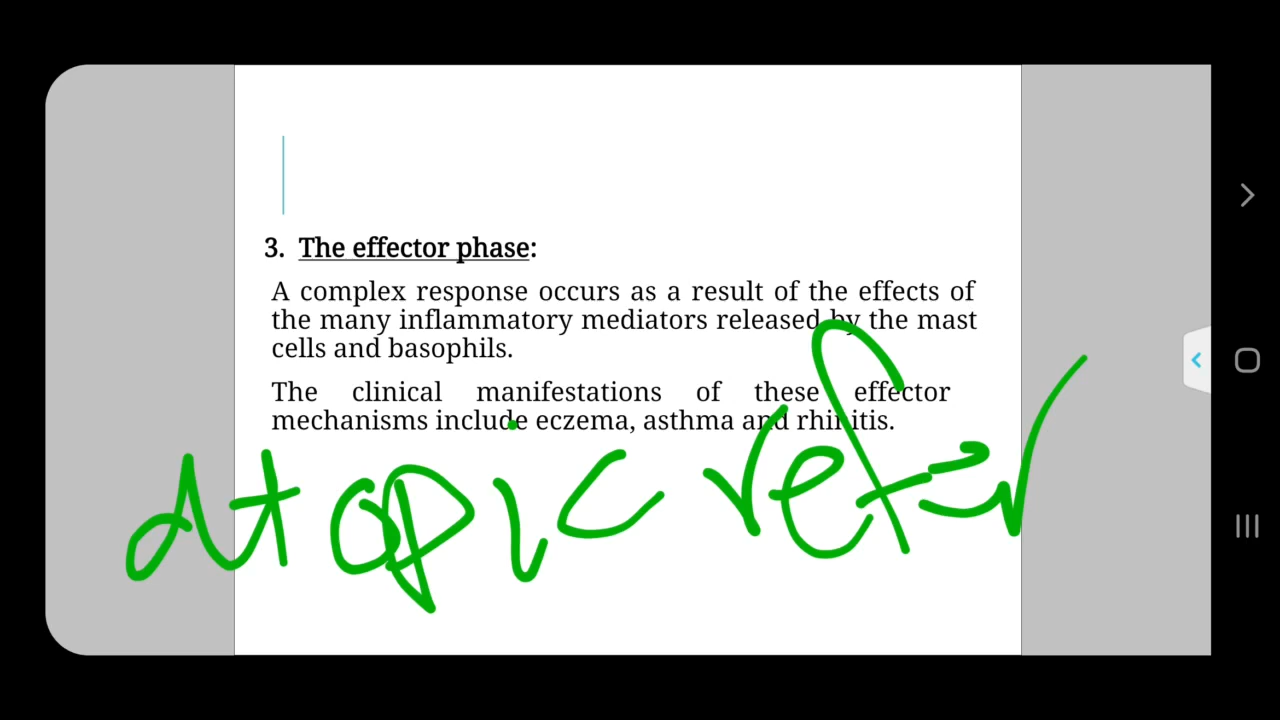 3. The effector phase:
A complex response occurs as a result of the effects of
the many inflammatory mediators released by the mast
cells and basophils.
The clinical manifestations of these effector
mechanisms include eczema, asthma and rhinitis.
atopic refer